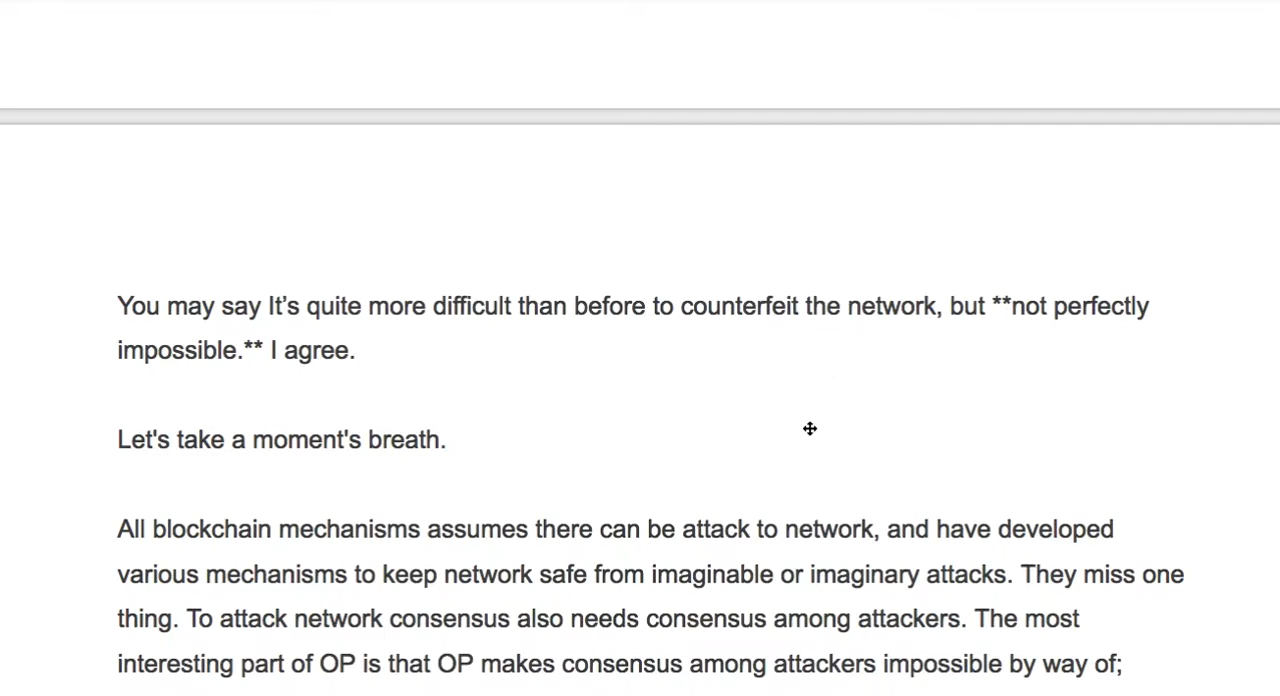 You may say It’s quite more difficult than before to counterfeit the network, but **not perfectly
impossible.** I agree.
Let's take a moment's breath.
All blockchain mechanisms assumes there can be attack to network, and have developed
various mechanisms to keep network safe from imaginable or imaginary attacks. They miss one
thing. To attack network consensus also needs consensus among attackers. The most
interesting part of OP is that OP makes consensus among attackers impossible by way of;